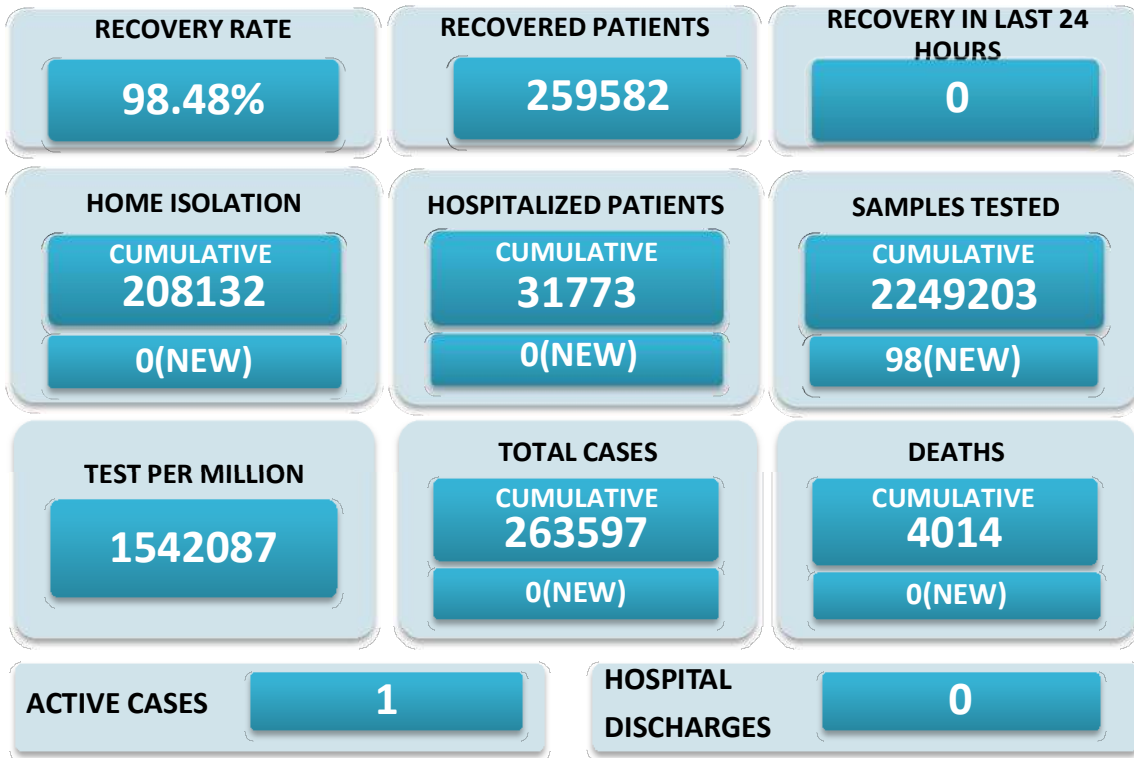 RECOVERY RATE
98.48%
RECOVERED PATIENTS
259582
RECOVERY IN LAST 24
HOURS
0
HOME ISOLATION
CUMULATIVE
208132
0(NEW)
HOSPITALIZED PATIENTS
CUMULATIVE
31773
0(NEW)
SAMPLES TESTED
CUMULATIVE
2249203
98(NEW)
TEST PER MILLION
1542087
TOTAL CASES
CUMULATIVE
263597
0(NEW)
DEATHS
CUMULATIVE
4014
0(NEW)
ACTIVE CASES
1
HOSPITAL
DISCHARGES
0